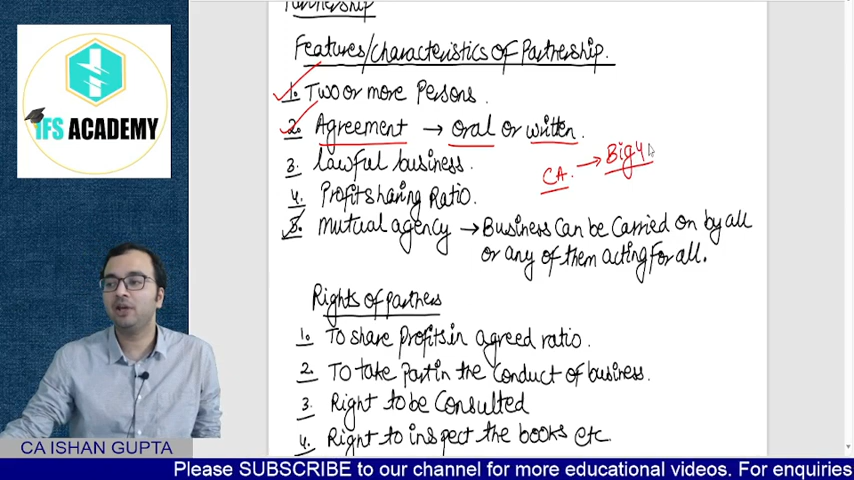 Partnership
Features/characteristics of Partnership.
1. Two or more Persons.
2. Agreement → oral or written.
3. lawful business.
CA → Big4
4. Profit sharing Ratio.
5. Mutual agency → Business can be Carried on by all
or any of them acting for all.
Rights of partners
1. To share Profits in agreed ratio.
2. To take Part in the Conduct of business.
3. Right to be Consulted
4. Right to inspect the books etc.
IFS ACADEMY
CA ISHAN GUPTA
Please SUBSCRIBE to our channel for more educational videos. For enquiries